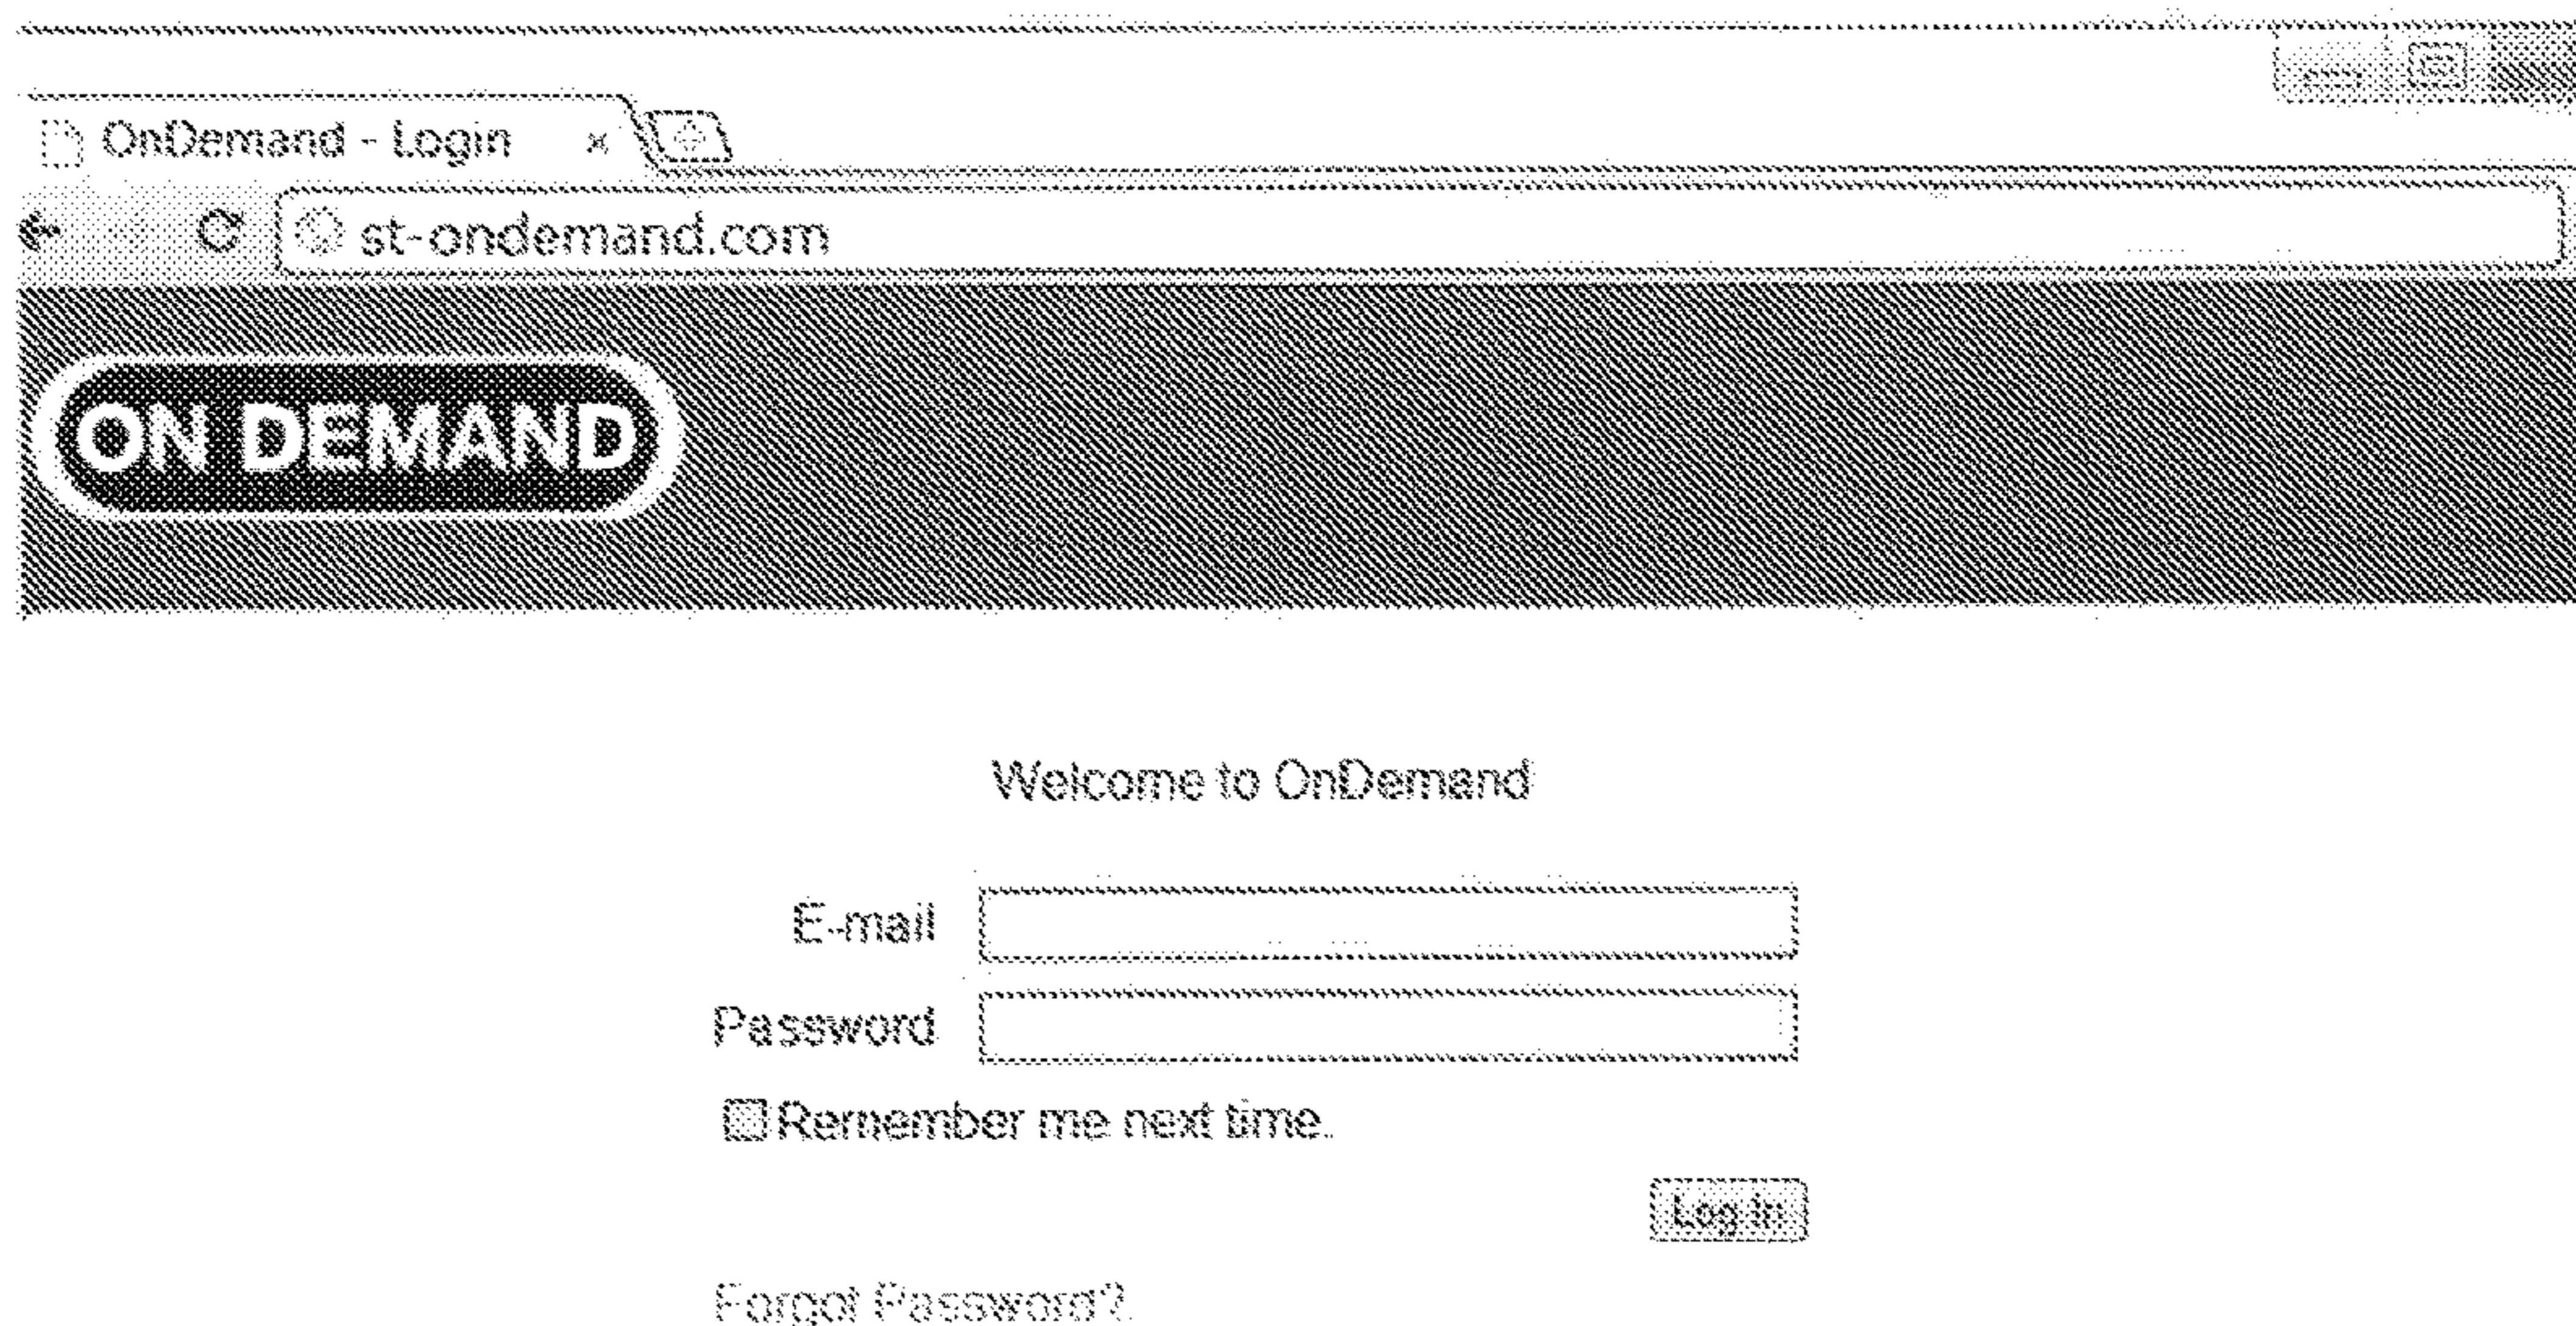 OnDemand - Login
st-ondemand.com
ON DEMAND
Welcome to OnDemand
E-mail
Password
Remember me next time.
Log In
Forgot Password?